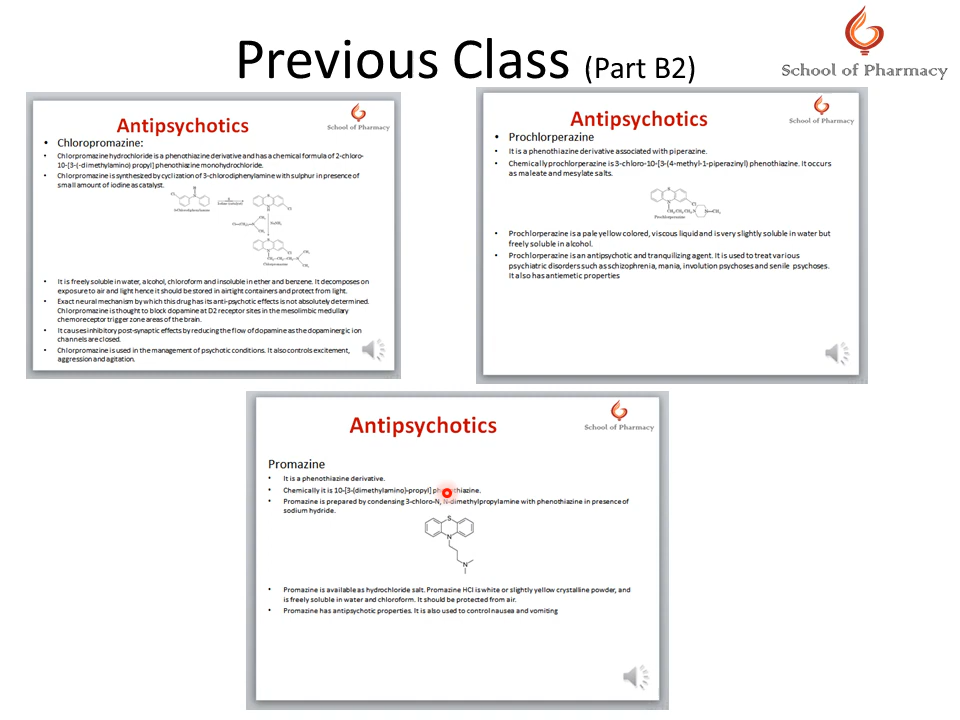 Previous Class (Part B2)
School of Pharmacy
Antipsychotics
School of Pharmacy
• Chloropromazine:
• Chlorpromazine hydrochloride is a phenothiazine derivative and has a chemical formula of 2-chloro-
10-[3-(-dimethylamino) propyl] phenothiazine monohydrochloride.
• Chlorpromazine is synthesized by cyclization of 3-chlorodiphenylamine with sulphur in presence of
small amount of iodine as catalyst.
• It is freely soluble in water, alcohol, chloroform and insoluble in ether and benzene. It decomposes on
exposure to air and light hence it should be stored in airtight containers and protect from light.
• Exact neural mechanism by which this drug has its anti-psychotic effects is not absolutely determined.
Chlorpromazine is thought to block dopamine at D2 receptor sites in the mesolimbic medullary
chemoreceptor trigger zone areas of the brain.
• It causes inhibitory post-synaptic effects by reducing the flow of dopamine as the dopaminergic ion
channels are closed.
• Chlorpromazine is used in the management of psychotic conditions. It also controls excitement,
aggression and agitation.
Antipsychotics
School of Pharmacy
• Prochlorperazine
• It is a phenothiazine derivative associated with piperazine.
• Chemically prochlorperazine is 3-chloro-10-[3-(4-methyl-1-piperazinyl) phenothiazine. It occurs
as maleate and mesylate salts.
Prochlorperazine
• Prochlorperazine is a pale yellow colored, viscous liquid and is very slightly soluble in water but
freely soluble in alcohol.
• Prochlorperazine is an antipsychotic and tranquilizing agent. It is used to treat various
psychiatric disorders such as schizophrenia, mania, involution psychoses and senile psychoses.
It also has antiemetic properties
Antipsychotics
School of Pharmacy
Promazine
• It is a phenothiazine derivative.
• Chemically it is 10-[3-(dimethylamino)-propyl] phenothiazine.
• Promazine is prepared by condensing 3-chloro-N, N-dimethylpropylamine with phenothiazine in presence of
sodium hydride.
S
N
N
• Promazine is available as hydrochloride salt. Promazine HCl is white or slightly yellow crystalline powder, and
is freely soluble in water and chloroform. It should be protected from air.
• Promazine has antipsychotic properties. It is also used to control nausea and vomiting